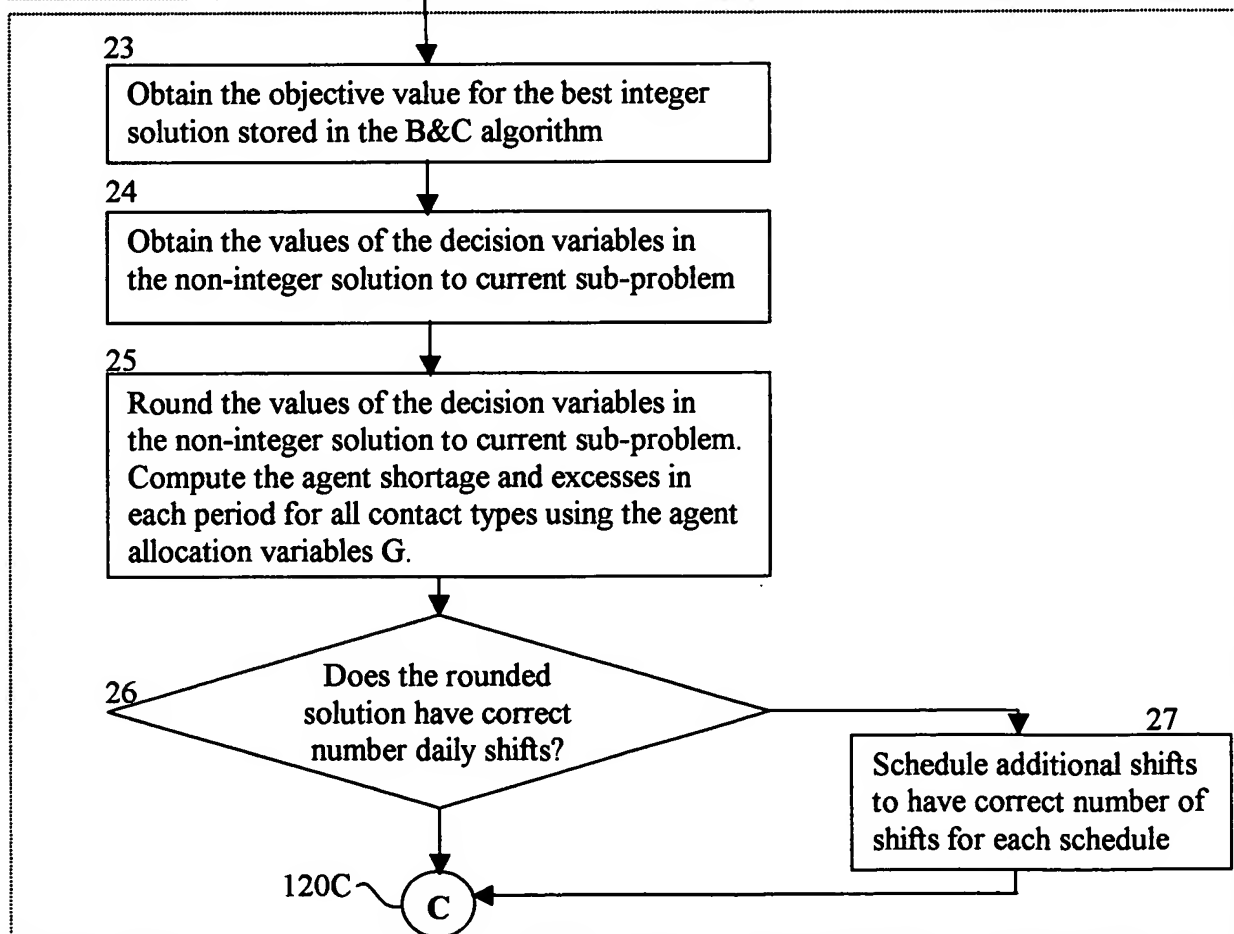 23
Obtain the objective value for the best integer
solution stored in the B&C algorithm
24
Obtain the values of the decision variables in
the non-integer solution to current sub-problem
25
Round the values of the decision variables in
the non-integer solution to current sub-problem.
Compute the agent shortage and excesses in
each period for all contact types using the agent
allocation variables G.
26
Does the rounded
solution have correct
number daily shifts?
27
Schedule additional shifts
to have correct number of
shifts for each schedule
120C
C